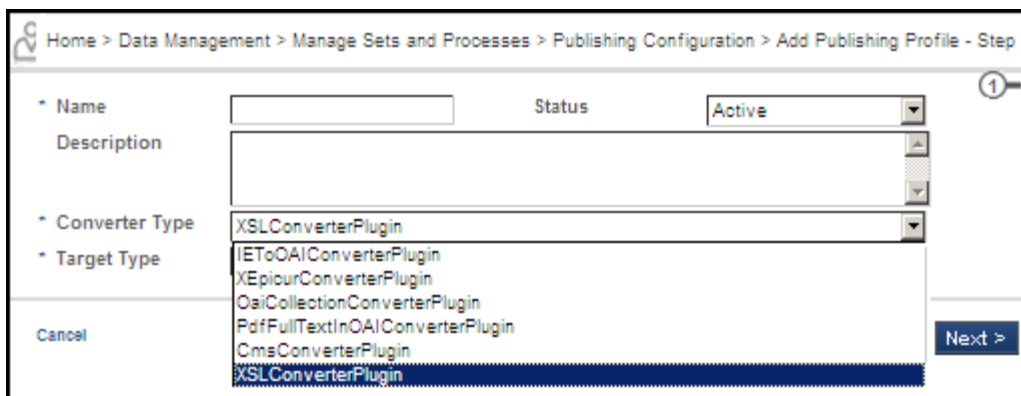 Home > Data Management > Manage Sets and Processes > Publishing Configuration > Add Publishing Profile - Step
1
* Name Status Active
Description
* Converter Type XSLConverterPlugin
* Target Type
IEToOAIConverterPlugin
XEpicurConverterPlugin
OaiCollectionConverterPlugin
PdfFullTextInOAIConverterPlugin
CmsConverterPlugin
XSLConverterPlugin
Cancel Next >